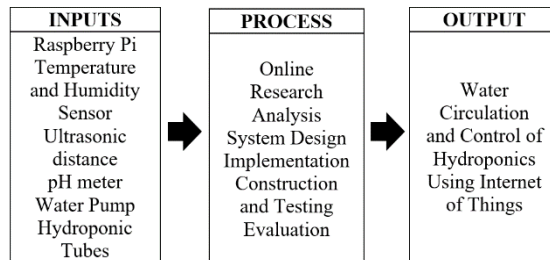 INPUTS
Raspberry Pi
Temperature
and Humidity
Sensor
Ultrasonic
distance
pH meter
Water Pump
Hydroponic
Tubes
PROCESS
Online
Research
Analysis
System Design
Implementation
Construction
and Testing
Evaluation
OUTPUT
Water
Circulation
and Control of
Hydroponics
Using Internet
of Things